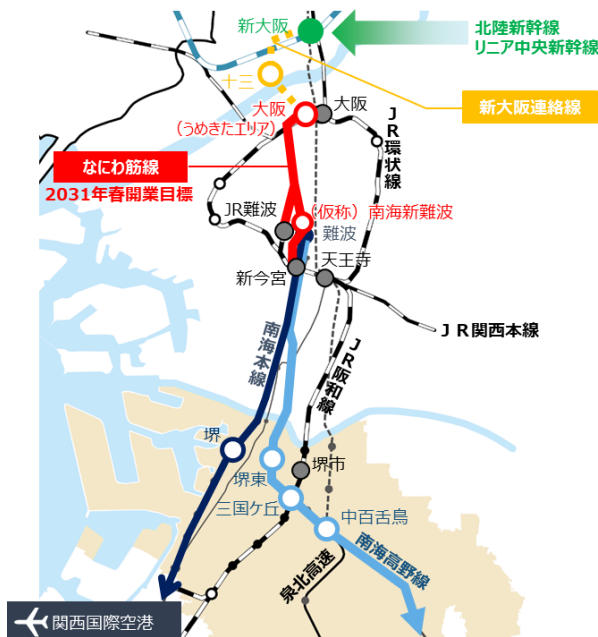 新大阪
北陸新幹線
リニア中央新幹線
十三
新大阪連絡線
大阪
(うめきたエリア)
大阪
JR環状線
なにわ筋線
2031年春開業目標
JR難波
(仮称) 南海新難波
難波
新今宮
天王寺
JR関西本線
南海本線
JR阪和線
堺
堺市
堺東
三国ケ丘
中百舌鳥
南海高野線
泉北高速
関西国際空港